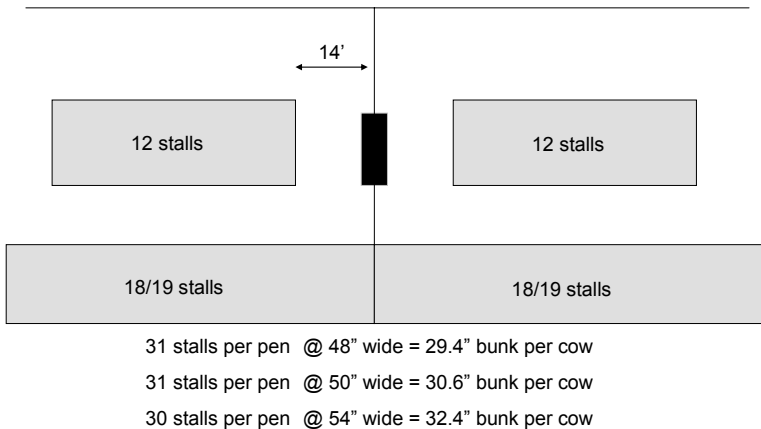 14’
12 stalls
12 stalls
18/19 stalls
18/19 stalls
31 stalls per pen @ 48” wide = 29.4” bunk per cow
31 stalls per pen @ 50” wide = 30.6” bunk per cow
30 stalls per pen @ 54” wide = 32.4” bunk per cow